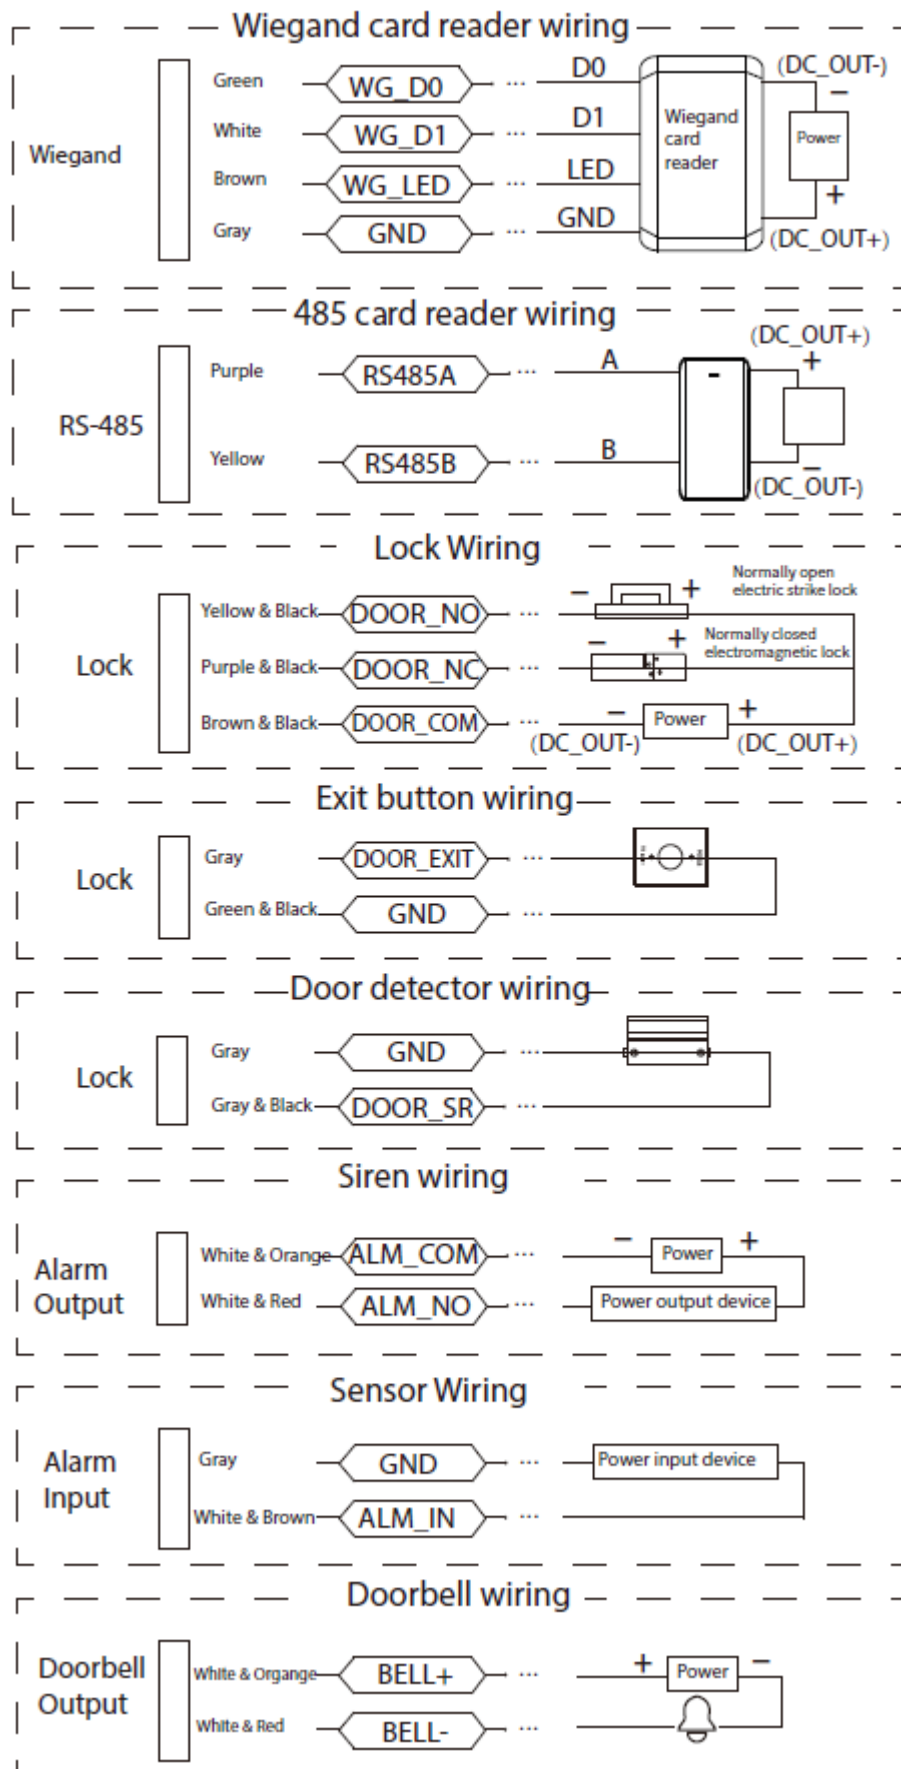 Wiegand card reader wiring
Wiegand
Green WG_D0 ... D0
White WG_D1 ... D1
Brown WG_LED ... LED
Gray GND ... GND
Wiegand
card
reader
(DC_OUT-)
−
Power
+
(DC_OUT+)
485 card reader wiring
RS-485
Purple RS485A ... A
Yellow RS485B ... B
(DC_OUT+)
+
−
(DC_OUT-)
Lock Wiring
Lock
Yellow & Black DOOR_NO ... − +
Normally open
electric strike lock
Purple & Black DOOR_NC ... − +
Normally closed
electromagnetic lock
Brown & Black DOOR_COM ... − Power +
(DC_OUT-) (DC_OUT+)
Exit button wiring
Lock
Gray DOOR_EXIT ...
Green & Black GND ...
Door detector wiring
Lock
Gray GND ...
Gray & Black DOOR_SR ...
Siren wiring
Alarm
Output
White & Orange ALM_COM ... − Power +
White & Red ALM_NO ... Power output device
Sensor Wiring
Alarm
Input
Gray GND ... Power input device
White & Brown ALM_IN ...
Doorbell wiring
Doorbell
Output
White & Organge BELL+ ... + Power −
White & Red BELL- ...